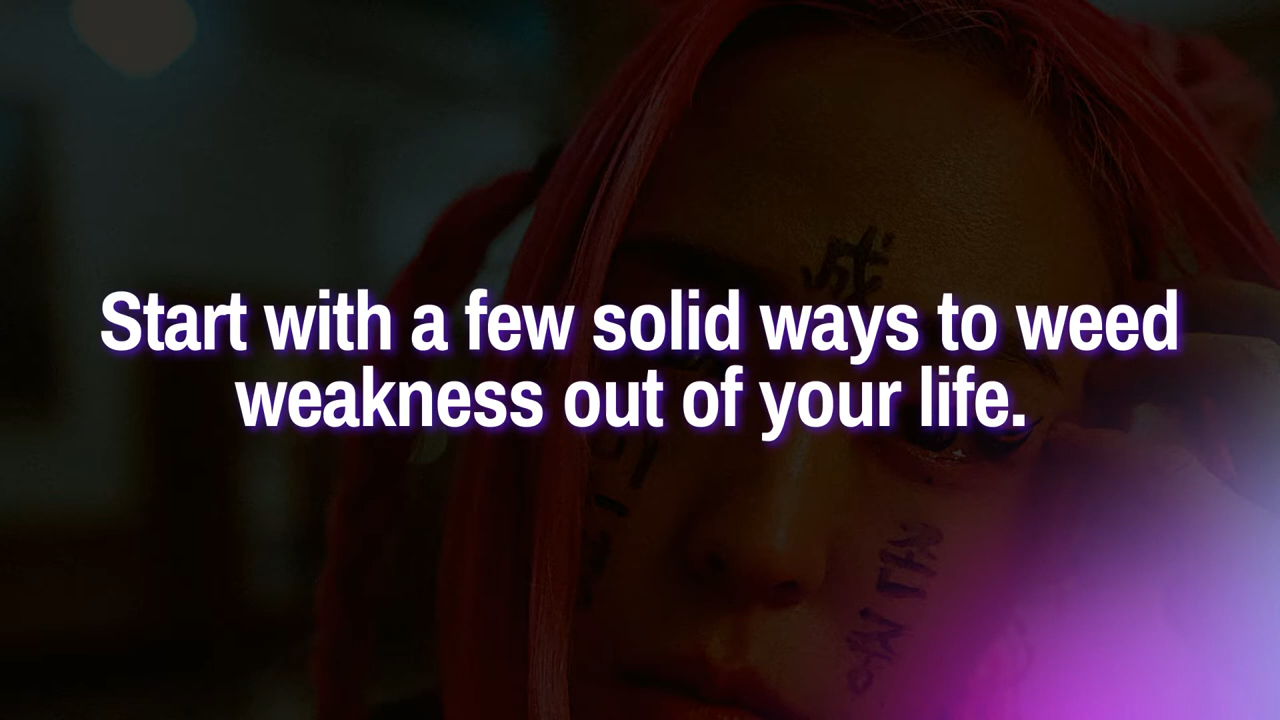 Start with a few solid ways to weed
weakness out of your life.